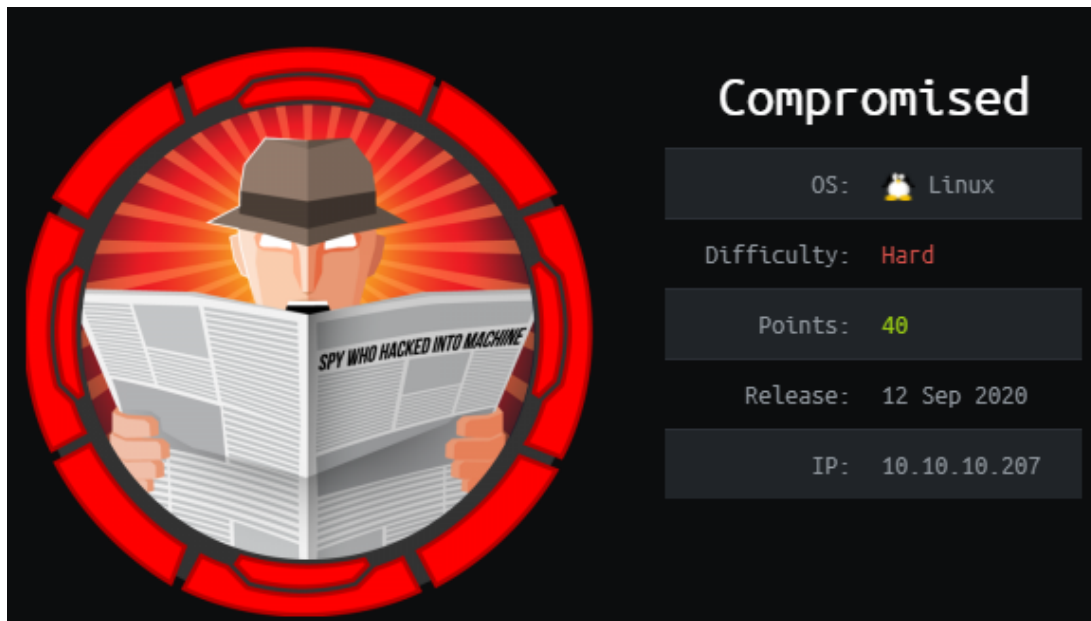 Compromised
OS: Linux
Difficulty: Hard
Points: 40
Release: 12 Sep 2020
IP: 10.10.10.207
SPY WHO HACKED INTO MACHINE